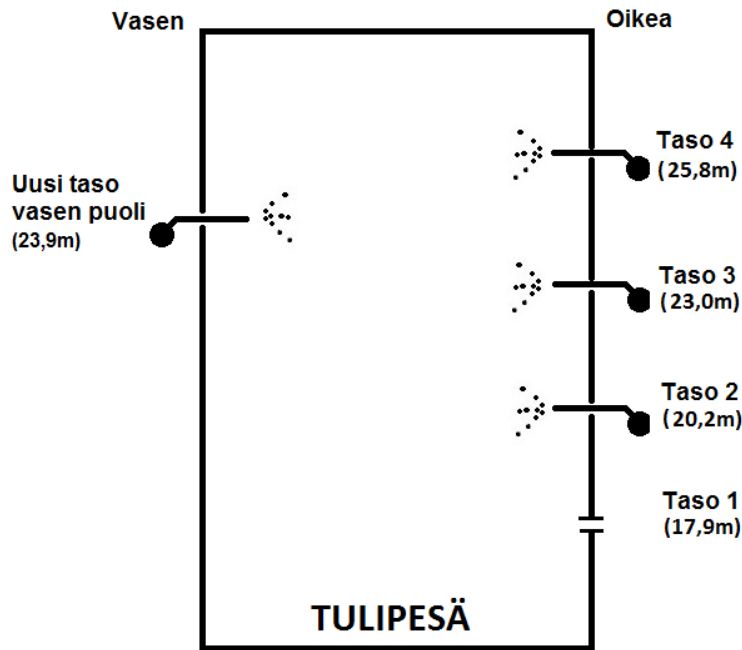 Vasen
Oikea
Taso 4
(25,8m)
Uusi taso
vasen puoli
(23,9m)
Taso 3
(23,0m)
Taso 2
(20,2m)
Taso 1
(17,9m)
TULIPESÄ